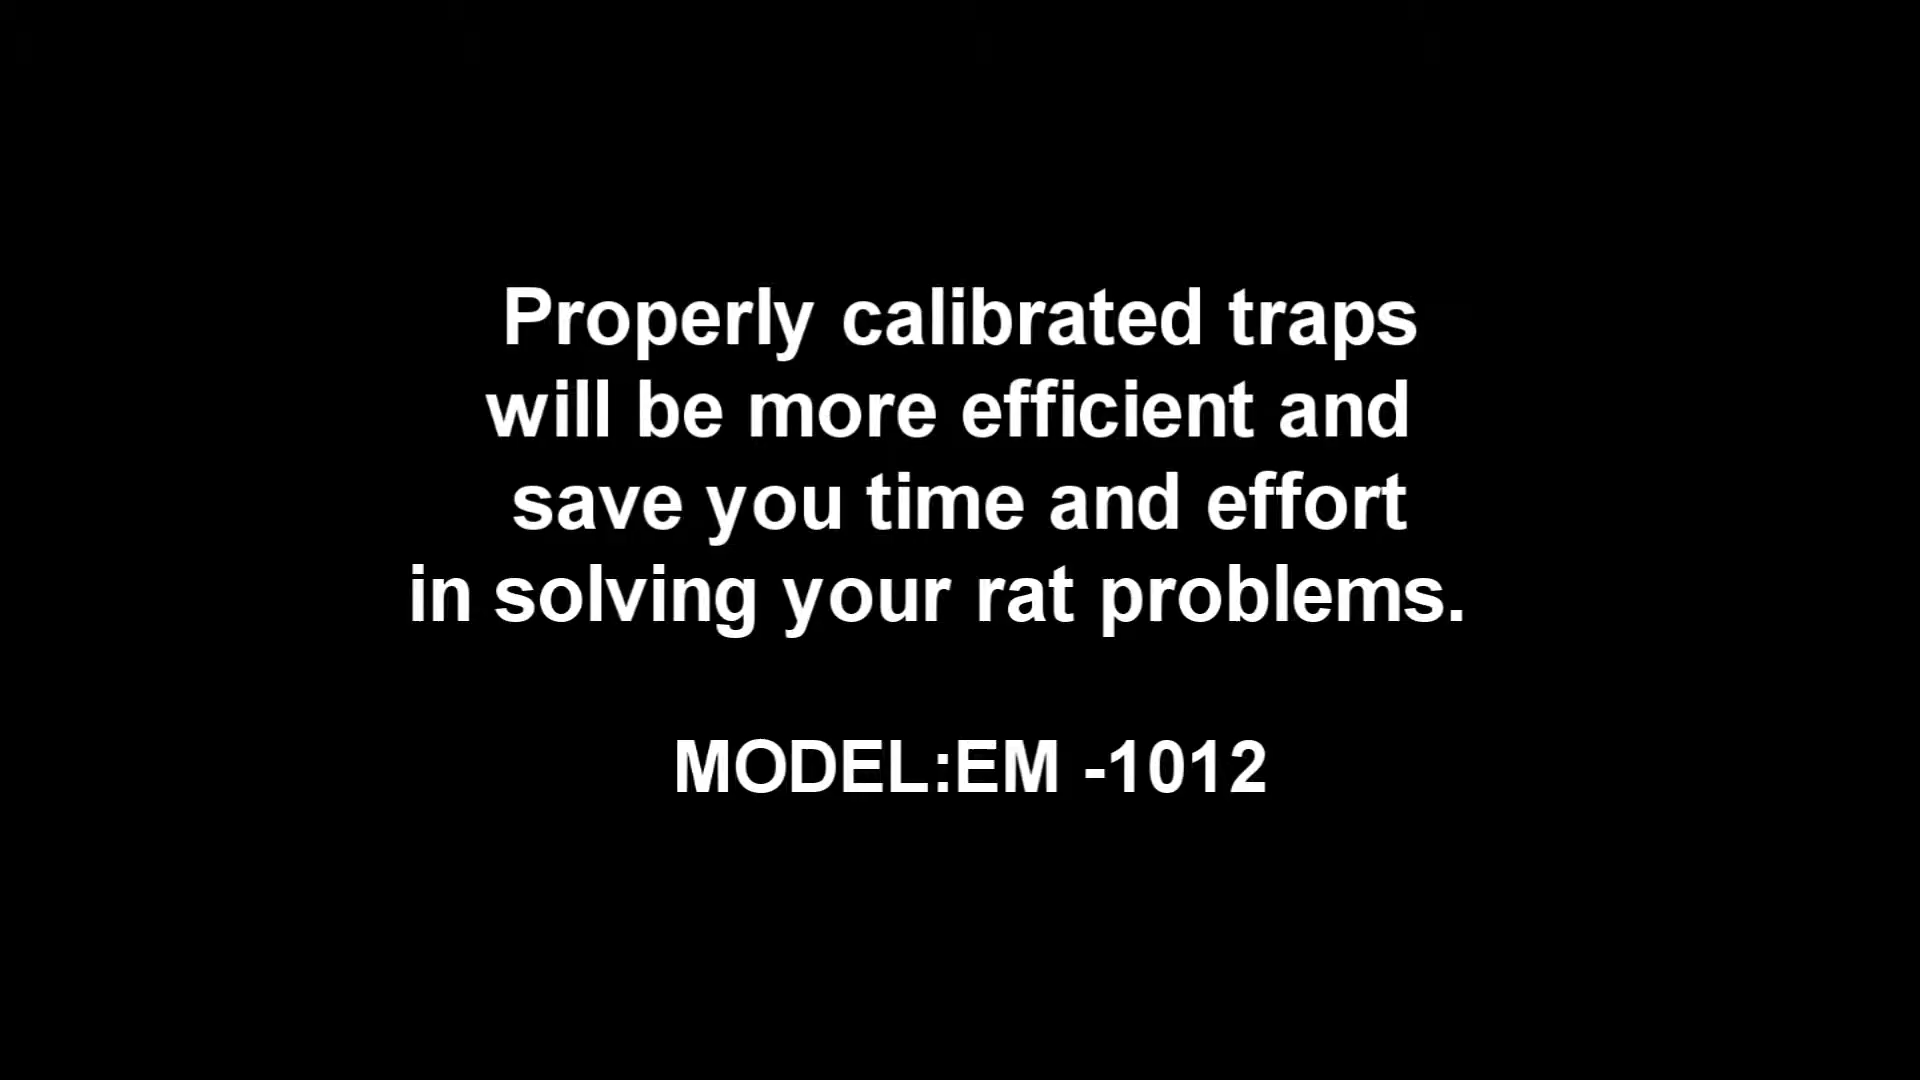 Properly calibrated traps
will be more efficient and
save you time and effort
in solving your rat problems.
MODEL:EM -1012